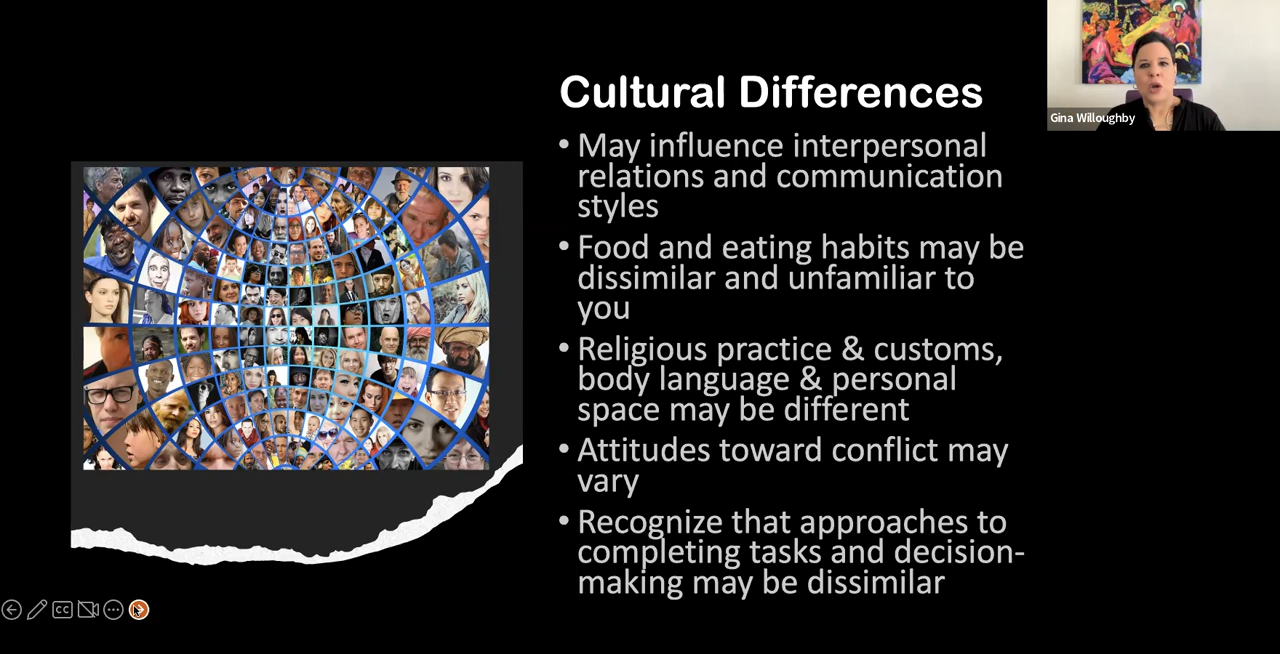 Cultural Differences
• May influence interpersonal
relations and communication
styles
• Food and eating habits may be
dissimilar and unfamiliar to
you
• Religious practice & customs,
body language & personal
space may be different
• Attitudes toward conflict may
vary
• Recognize that approaches to
completing tasks and decision-
making may be dissimilar
Gina Willoughby
CC